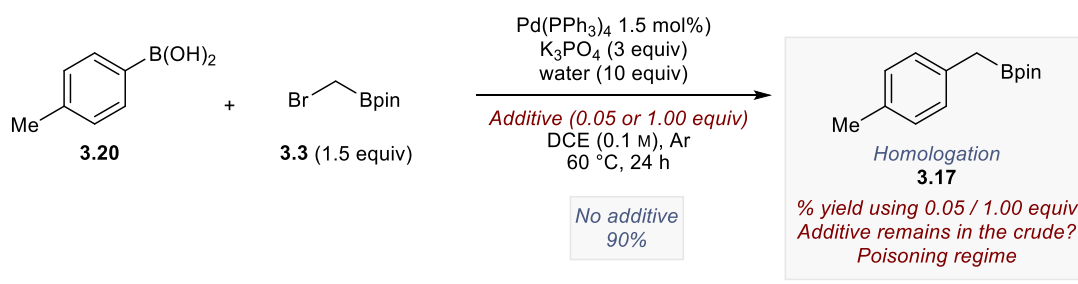 B(OH)2
Me
3.20
+
Br
Bpin
3.3 (1.5 equiv)
Pd(PPh3)4 1.5 mol%)
K3PO4 (3 equiv)
water (10 equiv)
Additive (0.05 or 1.00 equiv)
DCE (0.1 M), Ar
60 °C, 24 h
No additive
90%
Bpin
Me
Homologation
3.17
% yield using 0.05 / 1.00 equiv
Additive remains in the crude?
Poisoning regime